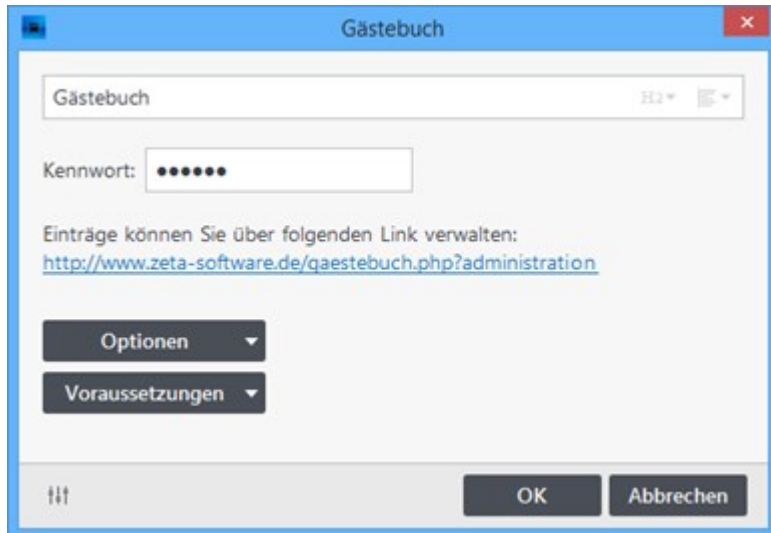 Gästebuch
Gästebuch H2
Kennwort: ●●●●●●
Einträge können Sie über folgenden Link verwalten:
http://www.zeta-software.de/gaestebuch.php?administration
Optionen
Voraussetzungen
OK Abbrechen